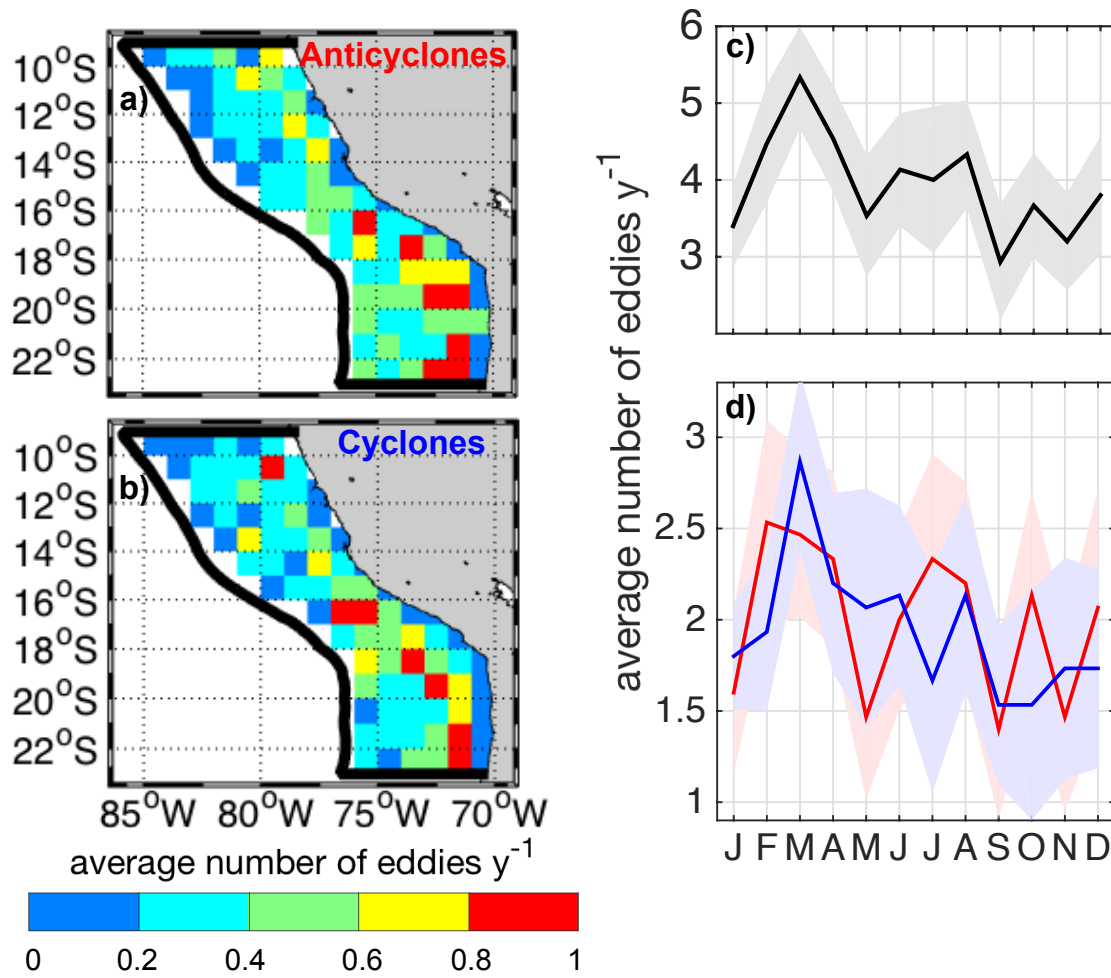 Anticyclones
a)
10°S
12°S
14°S
16°S
18°S
20°S
22°S
Cyclones
b)
10°S
12°S
14°S
16°S
18°S
20°S
22°S
85°W 80°W 75°W 70°W
average number of eddies y⁻¹
0 0.2 0.4 0.6 0.8 1
average number of eddies y⁻¹
c)
6
5
4
3
d)
3
2.5
2
1.5
1
J F M A M J J A S O N D